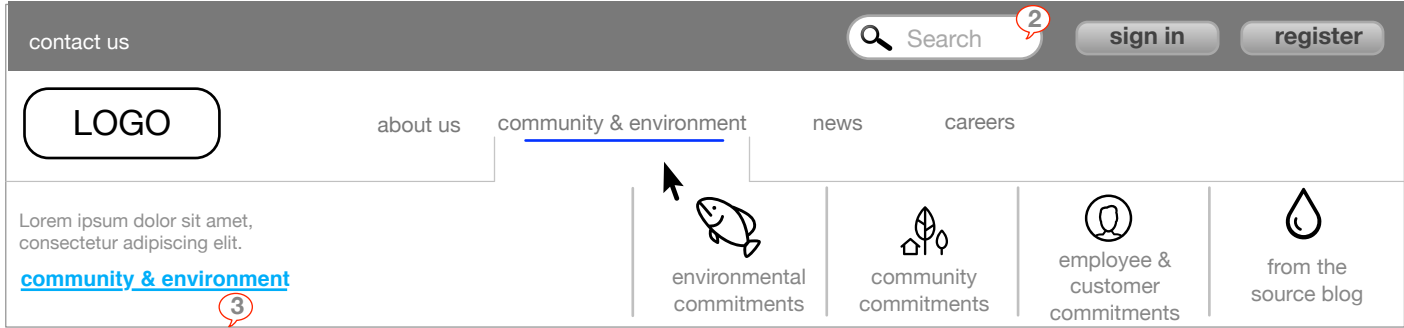 contact us
Search
2
sign in
register
LOGO
about us
community & environment
news
careers
Lorem ipsum dolor sit amet,
consectetur adipiscing elit.
community & environment
3
environmental
commitments
community
commitments
employee &
customer
commitments
from the
source blog